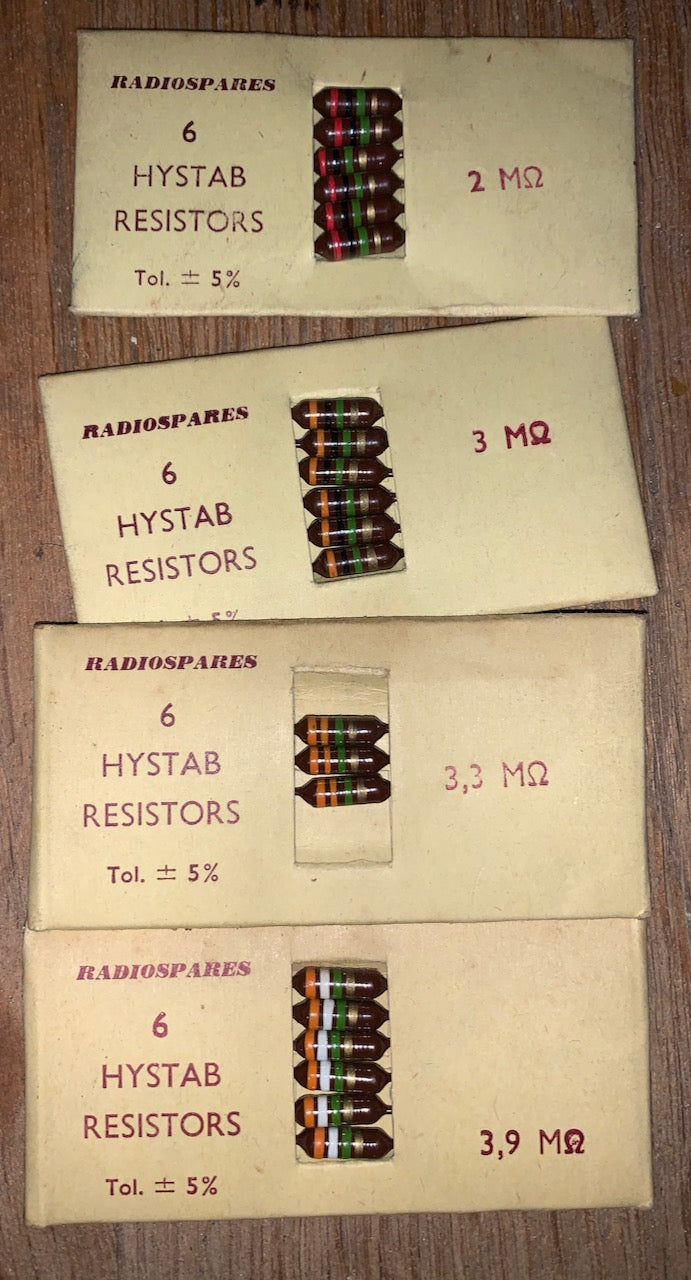 RADIOSPARES
6
HYSTAB
RESISTORS
Tol. ± 5%
2 MΩ
RADIOSPARES
6
HYSTAB
RESISTORS
± 5%
3 MΩ
RADIOSPARES
6
HYSTAB
RESISTORS
Tol. ± 5%
3,3 MΩ
RADIOSPARES
6
HYSTAB
RESISTORS
Tol. ± 5%
3,9 MΩ